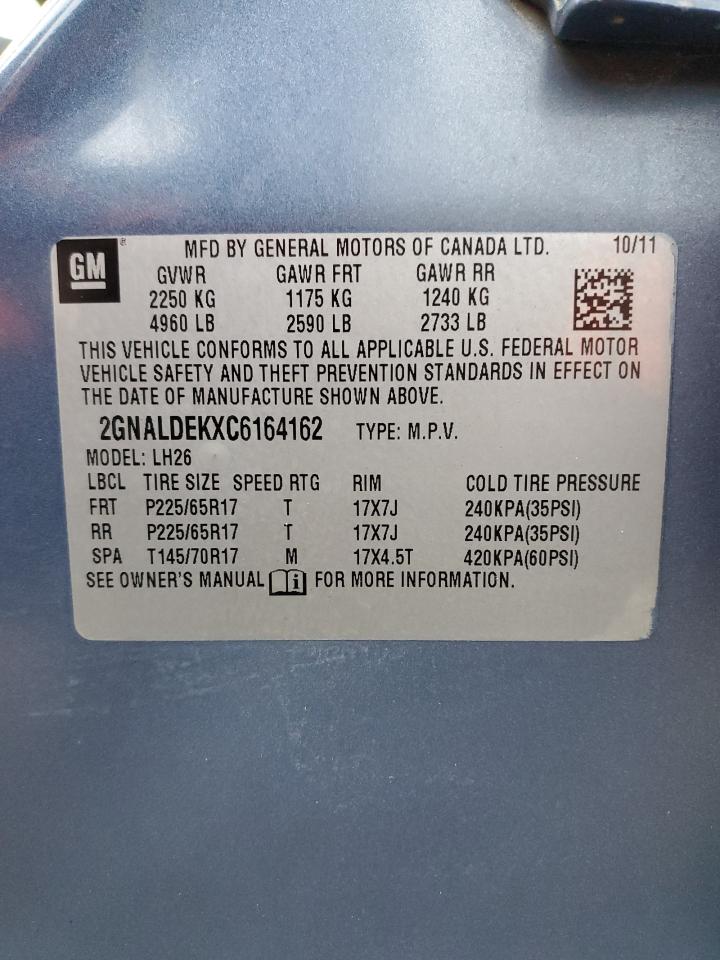 GM® MFD BY GENERAL MOTORS OF CANADA LTD. 10/11
GVWR GAWR FRT GAWR RR
2250 KG 1175 KG 1240 KG
4960 LB 2590 LB 2733 LB
THIS VEHICLE CONFORMS TO ALL APPLICABLE U.S. FEDERAL MOTOR
VEHICLE SAFETY AND THEFT PREVENTION STANDARDS IN EFFECT ON
THE DATE OF MANUFACTURE SHOWN ABOVE.
2GNALDEKXC6164162 TYPE: M.P.V.
MODEL: LH26
LBCL TIRE SIZE SPEED RTG RIM COLD TIRE PRESSURE
FRT P225/65R17 T 17X7J 240KPA(35PSI)
RR P225/65R17 T 17X7J 240KPA(35PSI)
SPA T145/70R17 M 17X4.5T 420KPA(60PSI)
SEE OWNER'S MANUAL i FOR MORE INFORMATION.